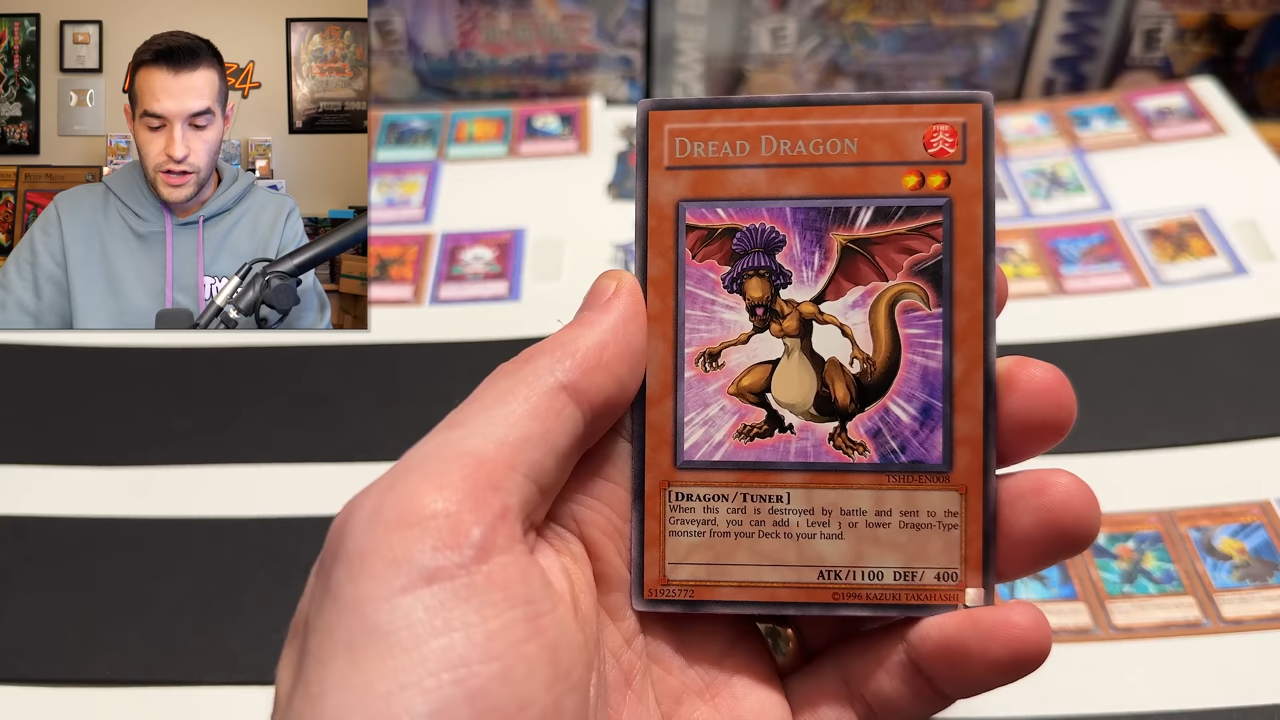 DREAD DRAGON
FIRE
炎
TSHD-EN008
[DRAGON/TUNER]
When this card is destroyed by battle and sent to the
Graveyard, you can add 1 Level 3 or lower Dragon-Type
monster from your Deck to your hand.
ATK/1100 DEF/ 400
51925772
©1996 KAZUKI TAKAHASHI